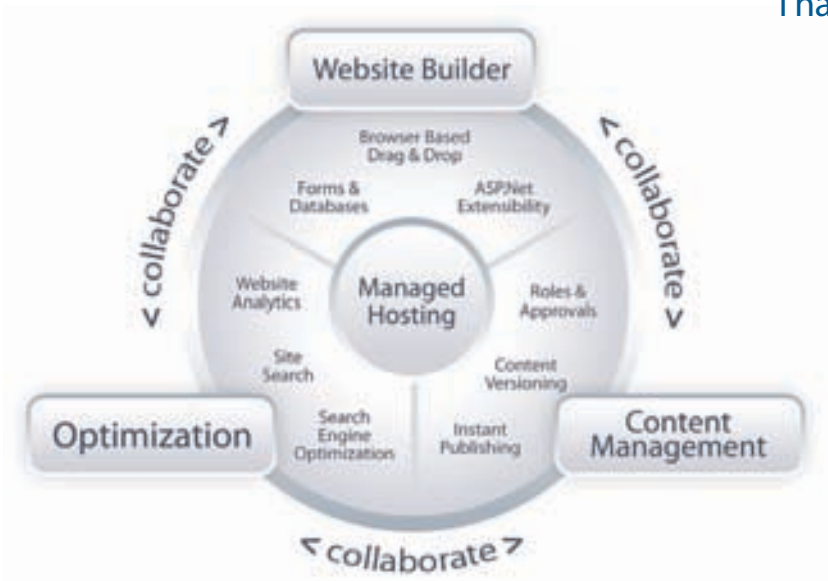 Tha
Website Builder
< collaborate >
< collaborate >
Browser Based
Drag & Drop
Forms &
Databases
ASP.Net
Extensibility
Website
Analytics
Managed
Hosting
Roles &
Approvals
Site
Search
Content
Versioning
Search
Engine
Optimization
Instant
Publishing
Optimization
Content
Management
< collaborate >